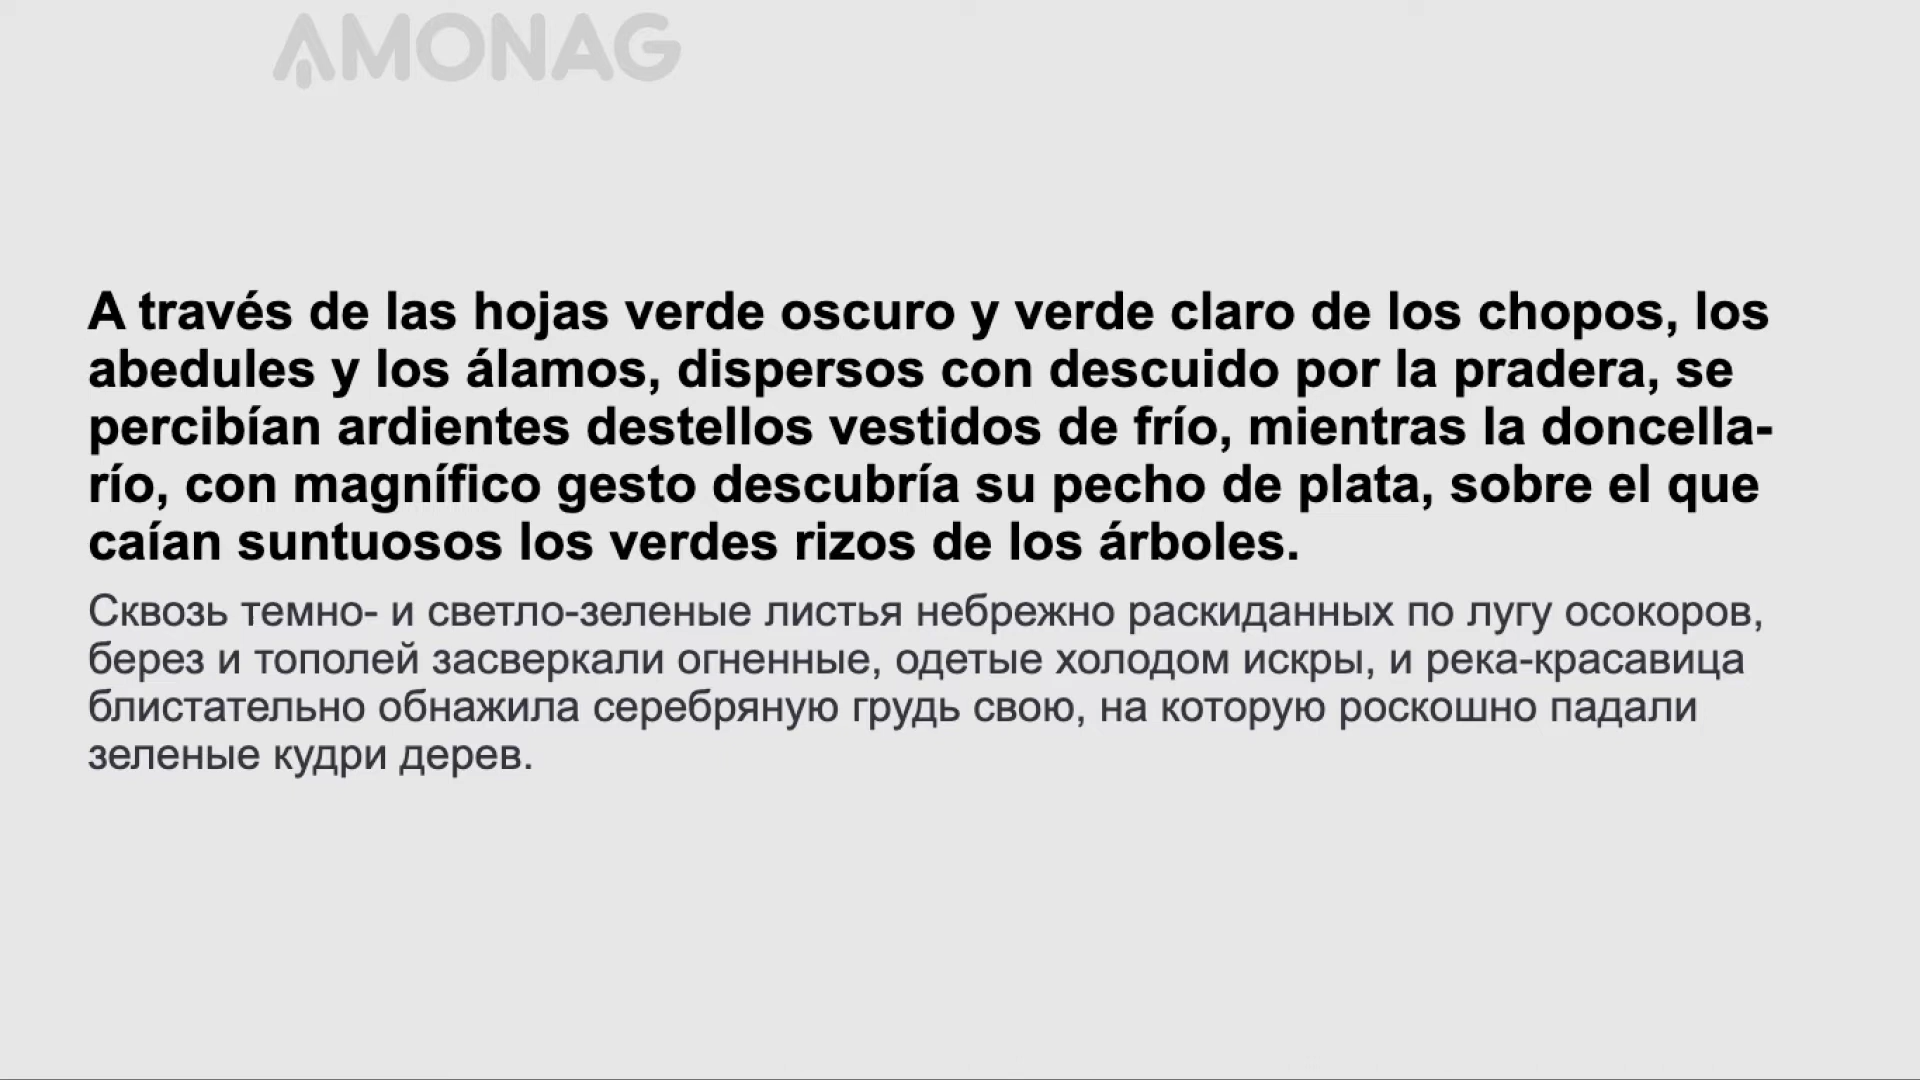 AMONAG
A través de las hojas verde oscuro y verde claro de los chopos, los
abedules y los álamos, dispersos con descuido por la pradera, se
percibían ardientes destellos vestidos de frío, mientras la doncella-
río, con magnífico gesto descubría su pecho de plata, sobre el que
caían suntuosos los verdes rizos de los árboles.
Сквозь темно- и светло-зеленые листья небрежно раскиданных по лугу осокоров,
берез и тополей засверкали огненные, одетые холодом искры, и река-красавица
блистательно обнажила серебряную грудь свою, на которую роскошно падали
зеленые кудри дерев.